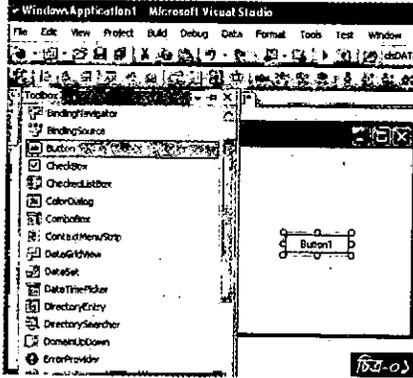 WindowsApplication1 - Microsoft Visual Studio
File Edit View Project Build Debug Data Format Tools Test Window
Toolbox
BindingNavigator
BindingSource
Button
CheckBox
CheckedListBox
ColorDialog
ComboBox
ContextMenuStrip
DataGridView
DataSet
DateTimePicker
DirectoryEntry
DirectorySearcher
DomainUpDown
ErrorProvider
Button1
চিত্র-০১